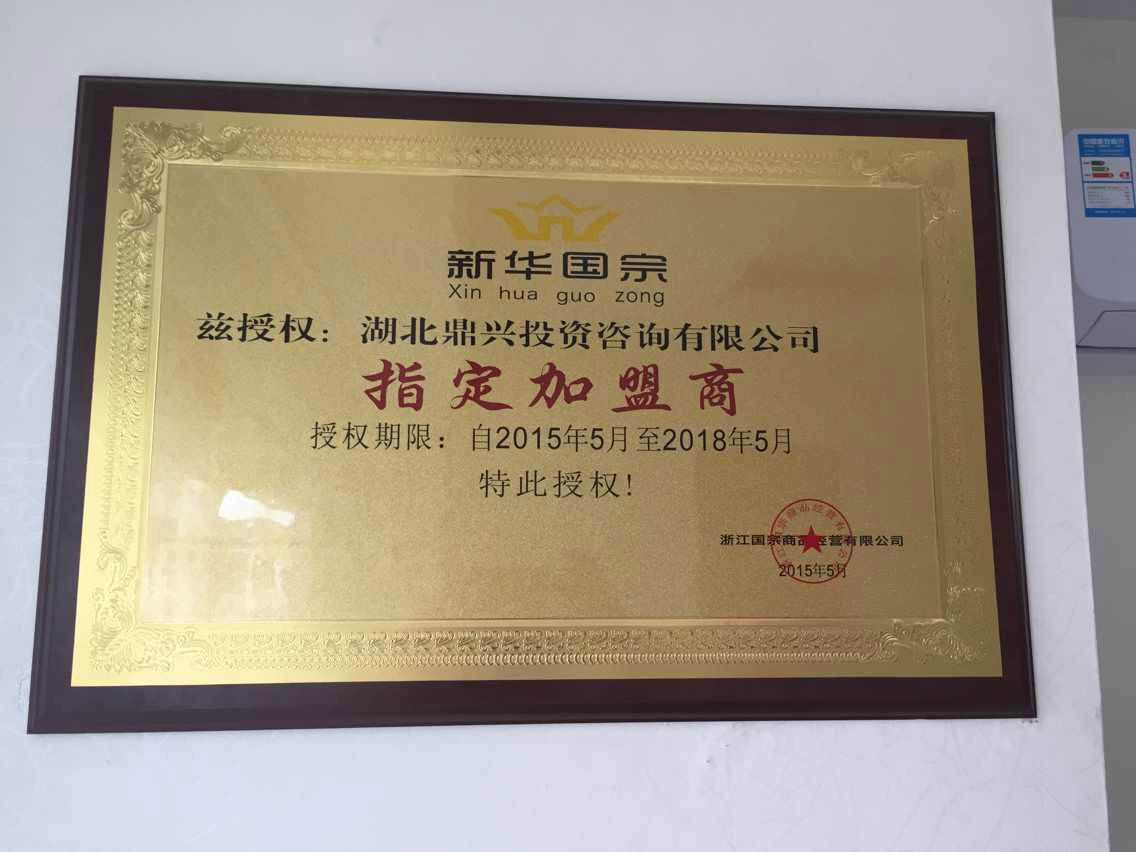 新华国宗
Xin hua guo zong
兹授权：湖北鼎兴投资咨询有限公司
指定加盟商
授权期限：自2015年5月至2018年5月
特此授权！
浙江国宗商品经营有限公司
2015年5月